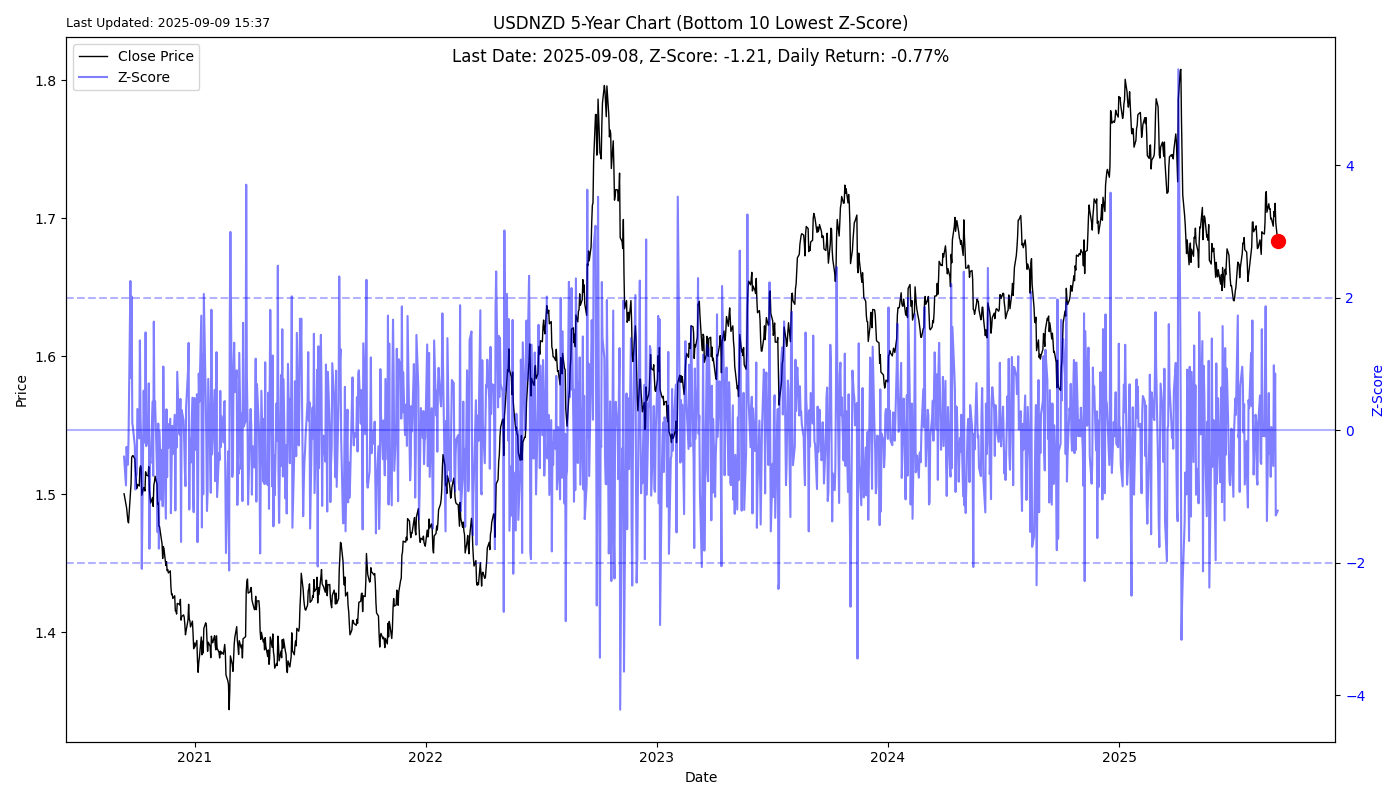 Last Updated: 2025-09-09 15:37
USDNZD 5-Year Chart (Bottom 10 Lowest Z-Score)
Last Date: 2025-09-08, Z-Score: -1.21, Daily Return: -0.77%
Close Price
Z-Score
1.8
1.7
1.6
1.5
1.4
Price
4
2
0
−2
−4
Z-Score
2021
2022
2023
2024
2025
Date